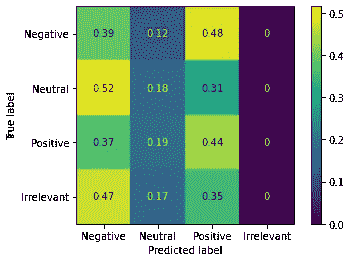 Negative 0.39 0.12 0.48 0
Neutral 0.52 0.18 0.31 0
Positive 0.37 0.19 0.44 0
Irrelevant 0.47 0.17 0.35 0
Negative Neutral Positive Irrelevant
Predicted label
True label
0.5
0.4
0.3
0.2
0.1
0.0